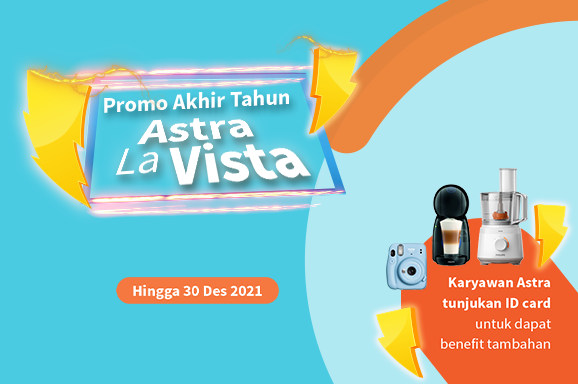 Promo Akhir Tahun
Astra
La Vista
Hingga 30 Des 2021
Karyawan Astra
tunjukan ID card
untuk dapat
benefit tambahan